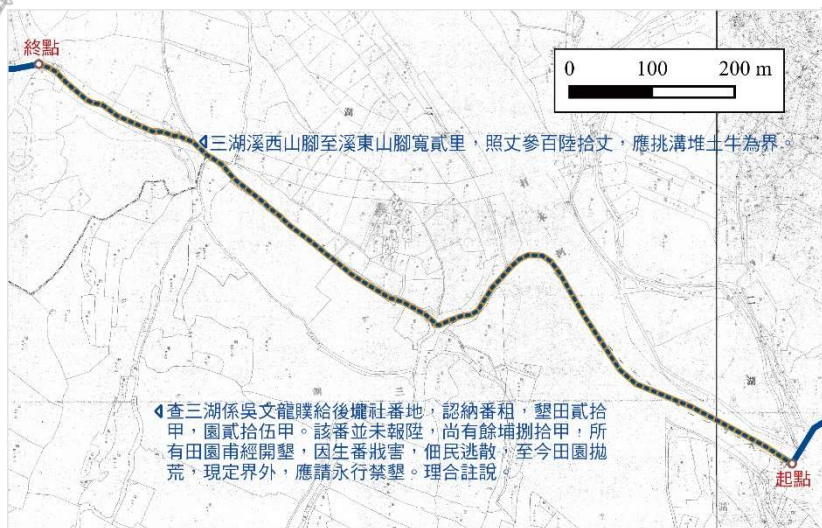 終點
0 100 200 m
三湖溪西山腳至溪東山腳寬貳里，照丈參百陸拾丈，應挑溝堆土牛為界。
查三湖係吳文龍贌給後壠社番地，認納番租，墾田貳拾
甲，園貳拾伍甲。該番並未報陞，尚有餘埔捌拾甲，所
有田園甫經開墾，因生番戕害，佃民逃散，至今田園拋
荒，現定界外，應請永行禁墾。理合註說。
起點